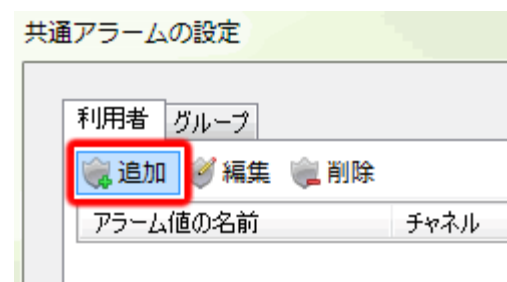 共通アラームの設定
利用者 グループ
追加 編集 削除
アラーム値の名前 チャネル